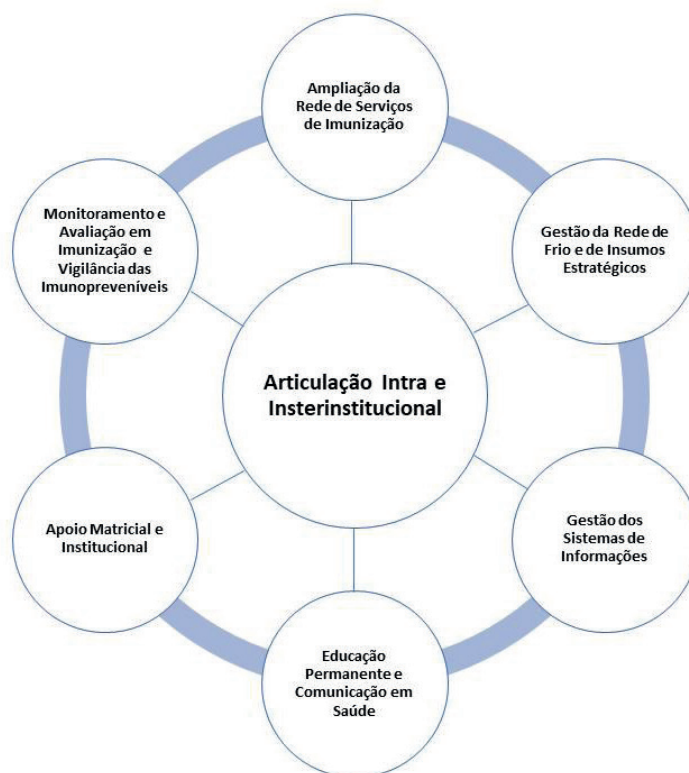 Ampliação da
Rede de Serviços
de Imunização
Monitoramento e
Avaliação em
Imunização e
Vigilância das
Imunopreveníveis
Gestão da Rede de
Frio e de Insumos
Estratégicos
Articulação Intra e
Insterinstitucional
Apoio Matricial e
Institucional
Gestão dos
Sistemas de
Informações
Educação
Permanente e
Comunicação em
Saúde